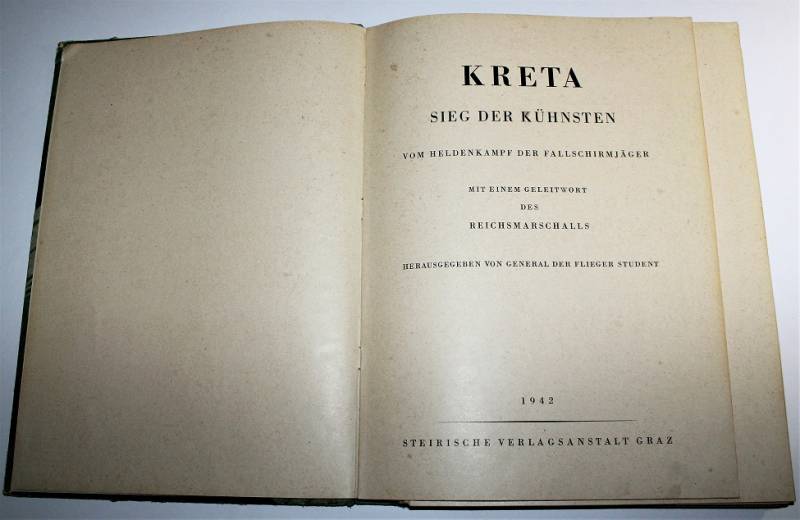 KRETA
SIEG DER KÜHNSTEN
VOM HELDENKAMPF DER FALLSCHIRMJÄGER
MIT EINEM GELEITWORT
DES
REICHSMARSCHALLS
HERAUSGEGEBEN VON GENERAL DER FLIEGER STUDENT
1942
STEIRISCHE VERLAGSANSTALT GRAZ